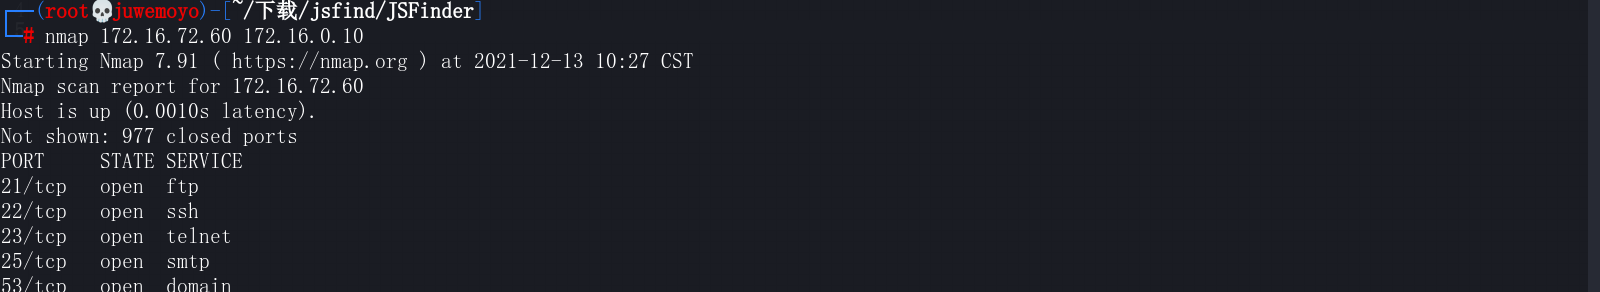 (root💀juwemoyo)-[~/下载/jsfind/JSFinder]
# nmap 172.16.72.60 172.16.0.10
Starting Nmap 7.91 ( https://nmap.org ) at 2021-12-13 10:27 CST
Nmap scan report for 172.16.72.60
Host is up (0.0010s latency).
Not shown: 977 closed ports
PORT     STATE SERVICE
21/tcp   open  ftp
22/tcp   open  ssh
23/tcp   open  telnet
25/tcp   open  smtp
53/tcp   open  domain